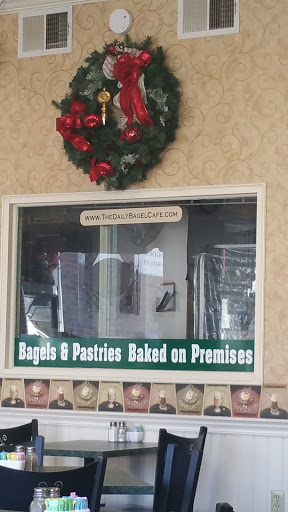 www.TheDailyBagelCafe.com
Bagels & Pastries Baked on Premises